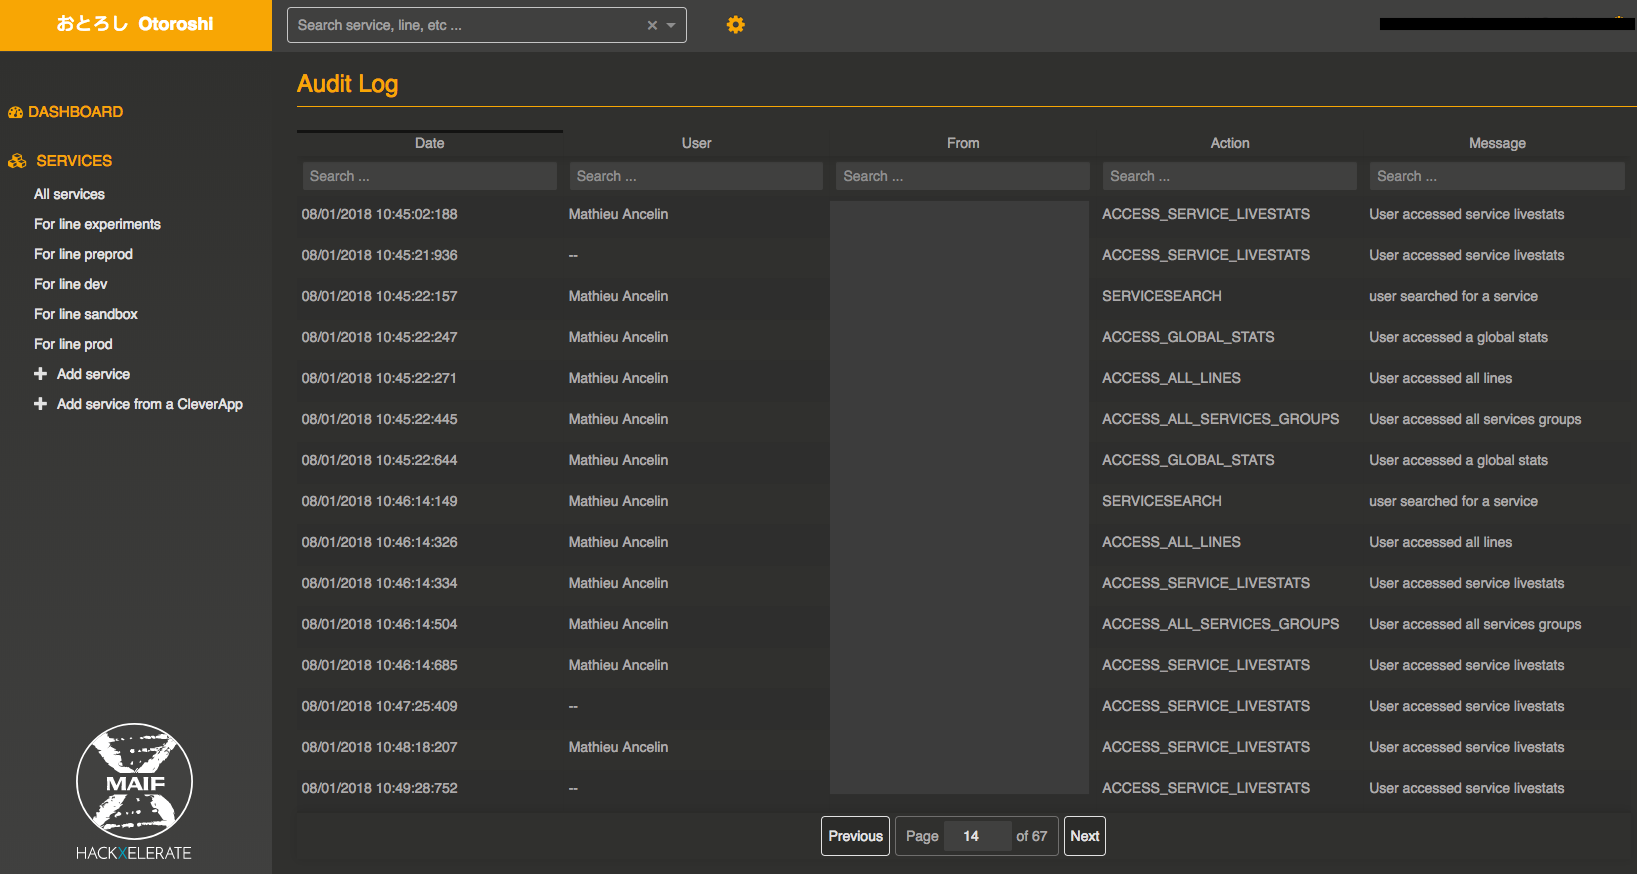 おとろし Otoroshi
Search service, line, etc ...
Audit Log
DASHBOARD
SERVICES
All services
For line experiments
For line preprod
For line dev
For line sandbox
For line prod
Add service
Add service from a CleverApp
MAIF
HACKXELERATE
Date User From Action Message
Search ... Search ... Search ... Search ... Search ...
08/01/2018 10:45:02:188 Mathieu Ancelin ACCESS_SERVICE_LIVESTATS User accessed service livestats
08/01/2018 10:45:21:936 -- ACCESS_SERVICE_LIVESTATS User accessed service livestats
08/01/2018 10:45:22:157 Mathieu Ancelin SERVICESEARCH user searched for a service
08/01/2018 10:45:22:247 Mathieu Ancelin ACCESS_GLOBAL_STATS User accessed a global stats
08/01/2018 10:45:22:271 Mathieu Ancelin ACCESS_ALL_LINES User accessed all lines
08/01/2018 10:45:22:445 Mathieu Ancelin ACCESS_ALL_SERVICES_GROUPS User accessed all services groups
08/01/2018 10:45:22:644 Mathieu Ancelin ACCESS_GLOBAL_STATS User accessed a global stats
08/01/2018 10:46:14:149 Mathieu Ancelin SERVICESEARCH user searched for a service
08/01/2018 10:46:14:326 Mathieu Ancelin ACCESS_ALL_LINES User accessed all lines
08/01/2018 10:46:14:334 Mathieu Ancelin ACCESS_SERVICE_LIVESTATS User accessed service livestats
08/01/2018 10:46:14:504 Mathieu Ancelin ACCESS_ALL_SERVICES_GROUPS User accessed all services groups
08/01/2018 10:46:14:685 Mathieu Ancelin ACCESS_SERVICE_LIVESTATS User accessed service livestats
08/01/2018 10:47:25:409 -- ACCESS_SERVICE_LIVESTATS User accessed service livestats
08/01/2018 10:48:18:207 Mathieu Ancelin ACCESS_SERVICE_LIVESTATS User accessed service livestats
08/01/2018 10:49:28:752 -- ACCESS_SERVICE_LIVESTATS User accessed service livestats
Previous Page 14 of 67 Next